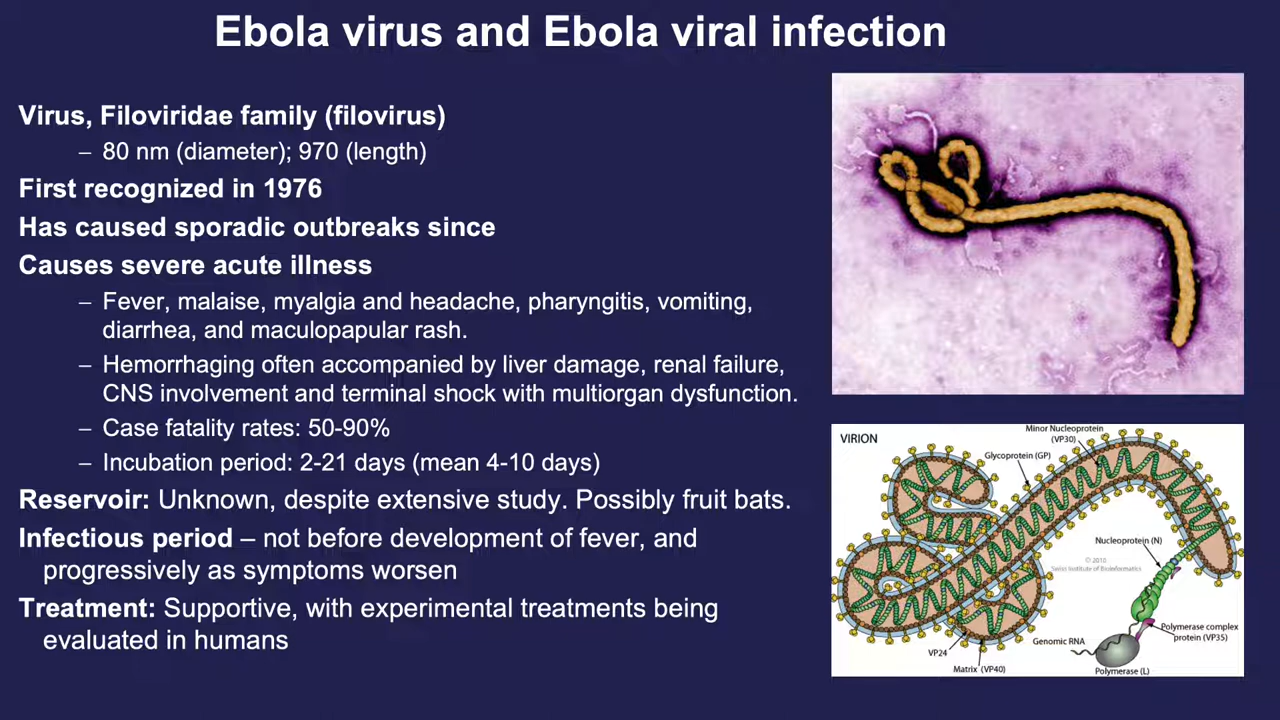 Ebola virus and Ebola viral infection
Virus, Filoviridae family (filovirus)
– 80 nm (diameter); 970 (length)
First recognized in 1976
Has caused sporadic outbreaks since
Causes severe acute illness
– Fever, malaise, myalgia and headache, pharyngitis, vomiting,
diarrhea, and maculopapular rash.
– Hemorrhaging often accompanied by liver damage, renal failure,
CNS involvement and terminal shock with multiorgan dysfunction.
– Case fatality rates: 50-90%
– Incubation period: 2-21 days (mean 4-10 days)
Reservoir: Unknown, despite extensive study. Possibly fruit bats.
Infectious period – not before development of fever, and
progressively as symptoms worsen
Treatment: Supportive, with experimental treatments being
evaluated in humans
VIRION
Minor Nucleoprotein
(VP30)
Glycoprotein (GP)
Nucleoprotein (N)
© 2010
Swiss Institute of Bioinformatics
Polymerase complex
protein (VP35)
Genomic RNA
VP24
Matrix (VP40)
Polymerase (L)